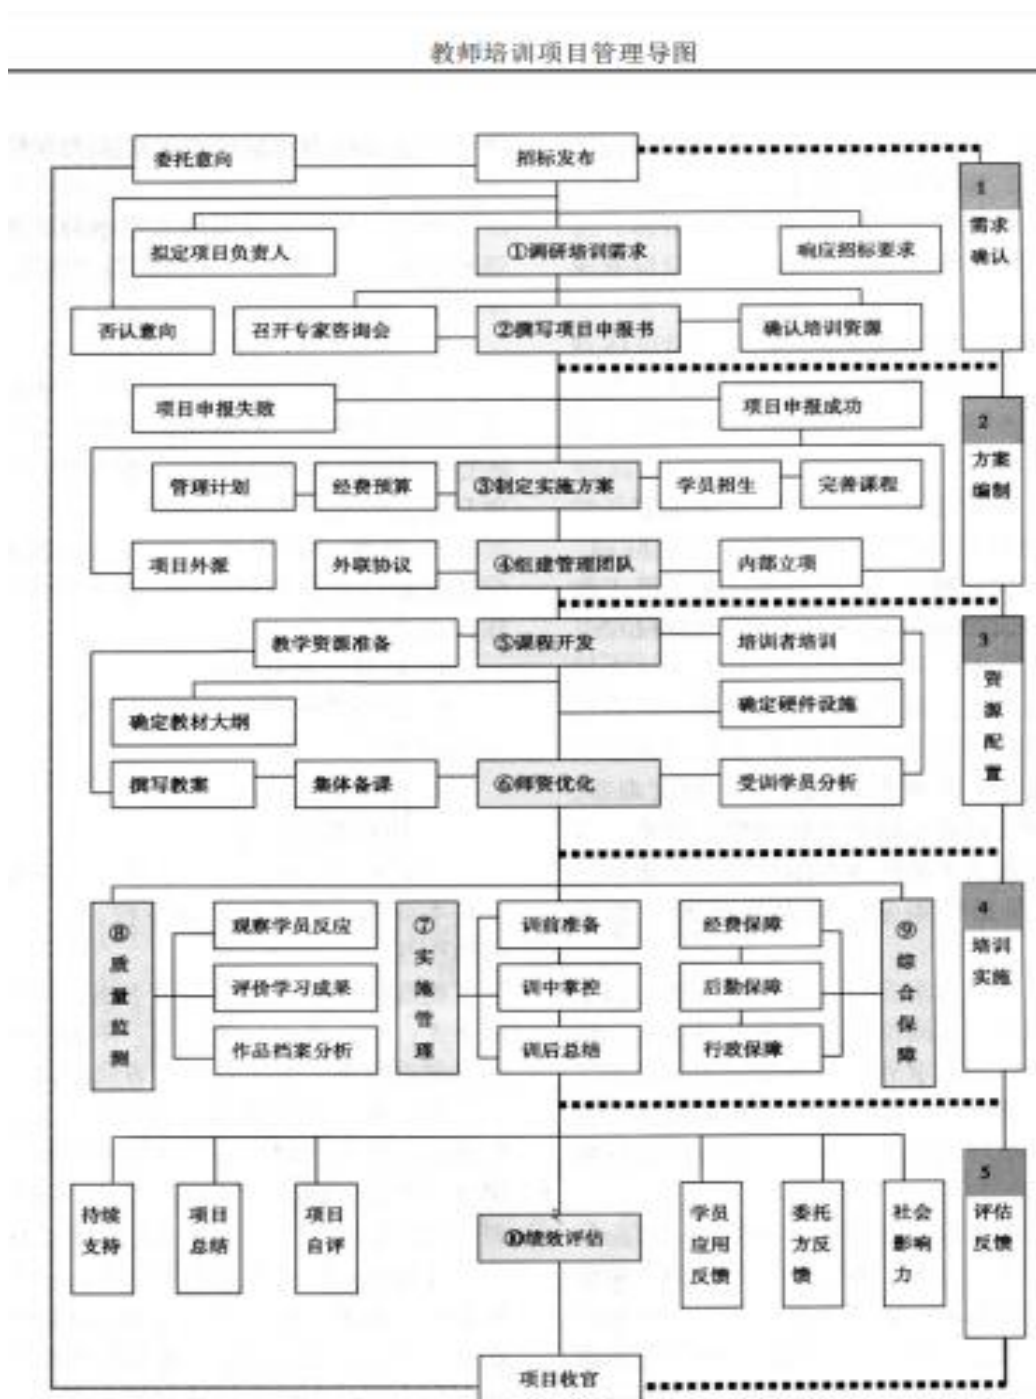 教师培训项目管理导图
委托意向
招标发布
1
需求
确认
拟定项目负责人
①调研培训需求
响应招标要求
否认意向
召开专家咨询会
②撰写项目申报书
确认培训资源
项目申报失败
项目申报成功
2
方案
编制
管理计划
经费预算
③制定实施方案
学员招生
完善课程
项目外派
外联协议
④组建管理团队
内部立项
教学资源准备
⑤课程开发
培训者培训
3
资
源
配
置
确定教材大纲
确定硬件设施
撰写教案
集体备课
⑥师资优化
受训学员分析
⑧
质
量
监
测
观察学员反应
评价学习成果
作品档案分析
⑦
实
施
管
理
训前准备
训中掌控
训后总结
经费保障
后勤保障
行政保障
⑨
综
合
保
障
4
培训
实施
持续
支持
项目
总结
项目
自评
⑩绩效评估
学员
应用
反馈
委托
方反
馈
社会
影响
力
5
评估
反馈
项目收官